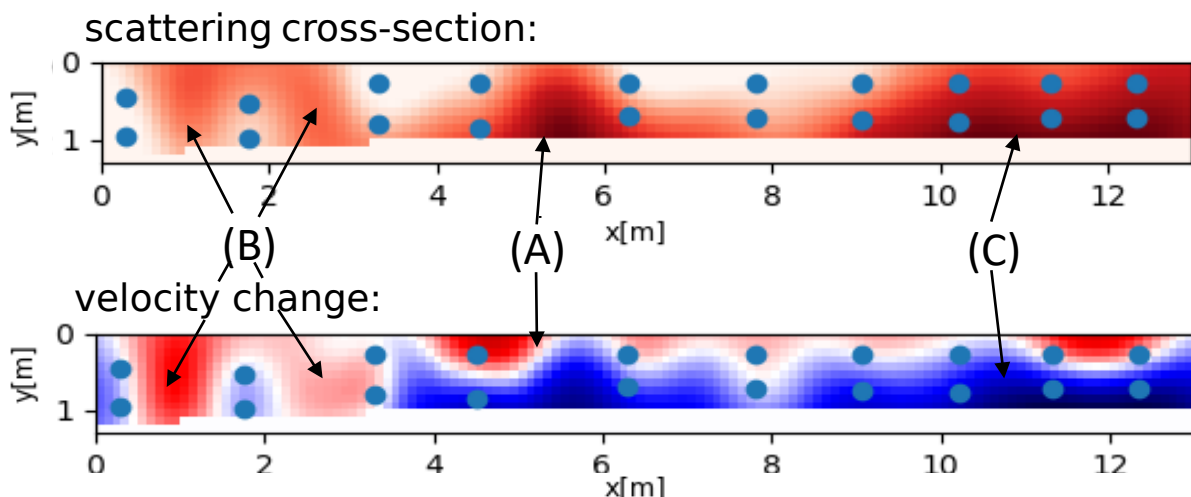 scattering cross-section:
0
y[m]
1
0 2 4 6 8 10 12
x[m]
(B) (A) (C)
velocity change:
0
y[m]
1
0 2 4 6 8 10 12
x[m]